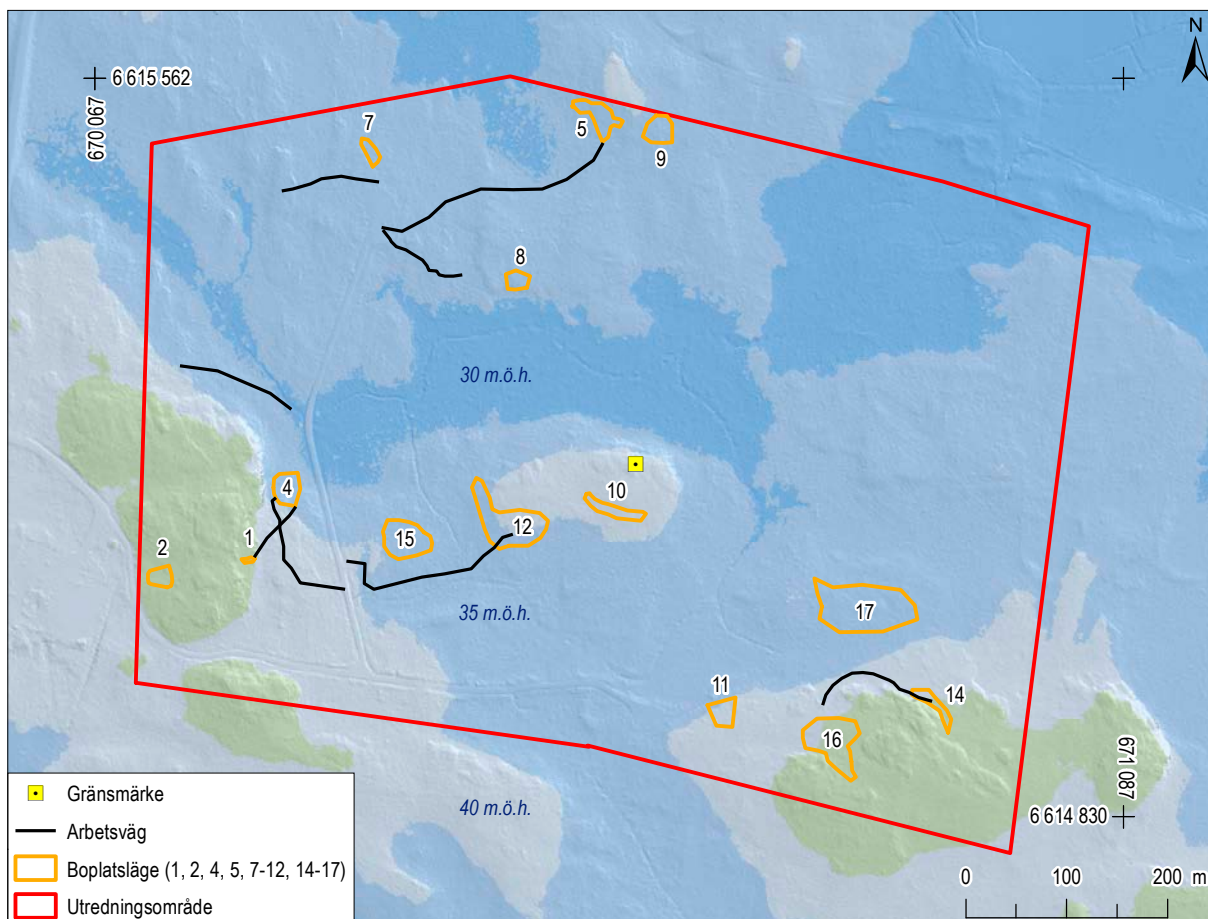 N
6 615 562
670 067
7
5
9
8
30 m.ö.h.
4
10
1
15
12
2
35 m.ö.h.
17
11
14
16
671 087
40 m.ö.h.
6 614 830
Gränsmärke
Arbetsväg
Boplatsläge (1, 2, 4, 5, 7-12, 14-17)
Utredningsområde
0 100 200 m